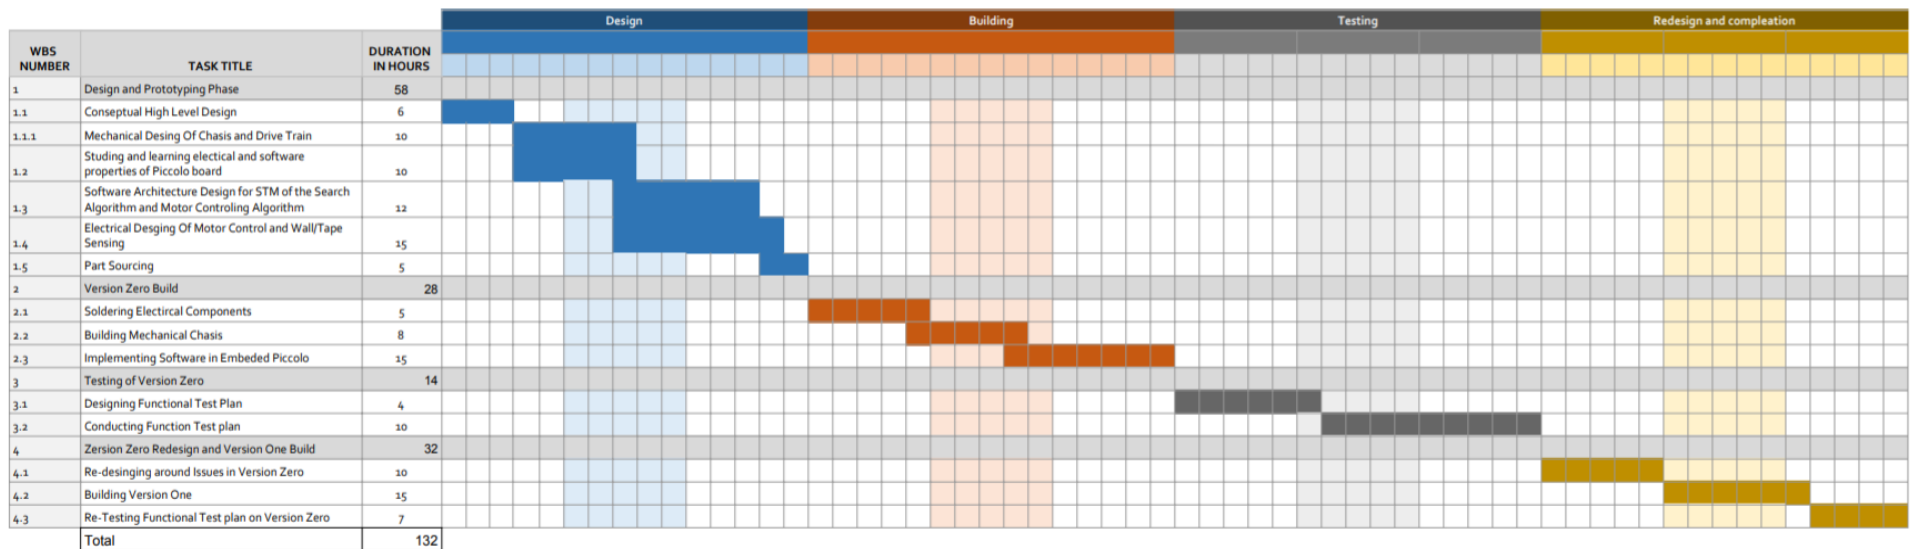 Design Building Testing Redesign and compleation
WBS NUMBER TASK TITLE DURATION IN HOURS
1 Design and Prototyping Phase 58
1.1 Conseptual High Level Design 6
1.1.1 Mechanical Desing Of Chasis and Drive Train 10
Studing and learning electical and software
1.2 properties of Piccolo board 10
Software Architecture Design for STM of the Search
1.3 Algorithm and Motor Controling Algorithm 12
Electrical Desging Of Motor Control and Wall/Tape
1.4 Sensing 15
1.5 Part Sourcing 5
2 Version Zero Build 28
2.1 Soldering Electircal Components 5
2.2 Building Mechanical Chasis 8
2.3 Implementing Software in Embeded Piccolo 15
3 Testing of Version Zero 14
3.1 Designing Functional Test Plan 4
3.2 Conducting Function Test plan 10
4 Zersion Zero Redesign and Version One Build 32
4.1 Re-desinging around Issues in Version Zero 10
4.2 Building Version One 15
4.3 Re-Testing Functional Test plan on Version Zero 7
Total 132